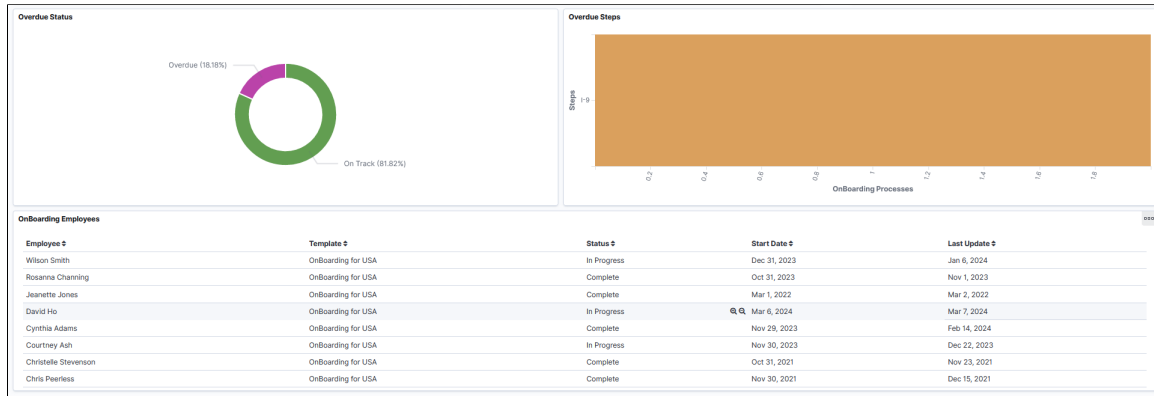 Overdue Status
Overdue (18.18%)
On Track (81.82%)
Overdue Steps
Steps
I-9
0.2 0.4 0.6 0.8 1 1.2 1.4 1.6 1.8
OnBoarding Processes
OnBoarding Employees
Employee Template Status Start Date Last Update
Wilson Smith OnBoarding for USA In Progress Dec 31, 2023 Jan 6, 2024
Rosanna Channing OnBoarding for USA Complete Oct 31, 2023 Nov 1, 2023
Jeanette Jones OnBoarding for USA Complete Mar 1, 2022 Mar 2, 2022
David Ho OnBoarding for USA In Progress Mar 6, 2024 Mar 7, 2024
Cynthia Adams OnBoarding for USA Complete Nov 29, 2023 Feb 14, 2024
Courtney Ash OnBoarding for USA In Progress Nov 30, 2023 Dec 22, 2023
Christelle Stevenson OnBoarding for USA Complete Oct 31, 2021 Nov 23, 2021
Chris Peerless OnBoarding for USA Complete Nov 30, 2021 Dec 15, 2021